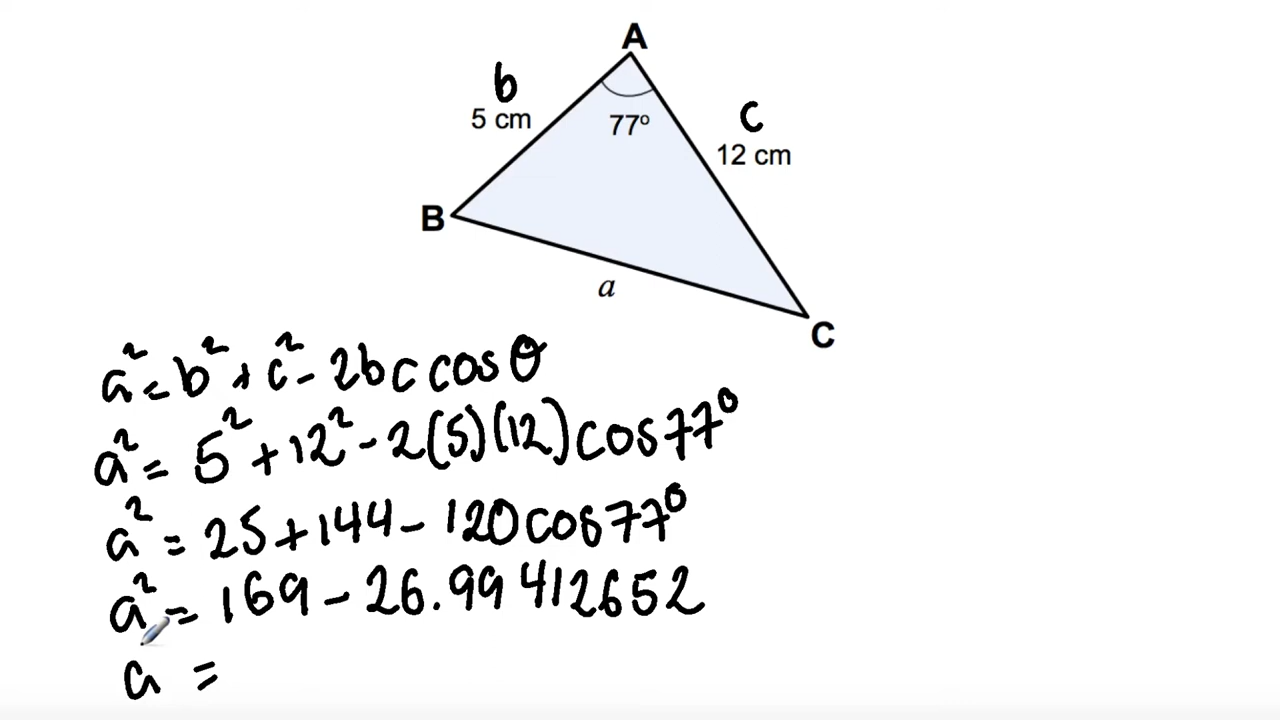 A
b
5 cm
77°
c
12 cm
B
a
C
a² = b² + c² - 2bc cos θ
a² = 5² + 12² - 2(5)(12) cos 77°
a² = 25 + 144 - 120 cos 77°
a² = 169 - 26.99412652
a =